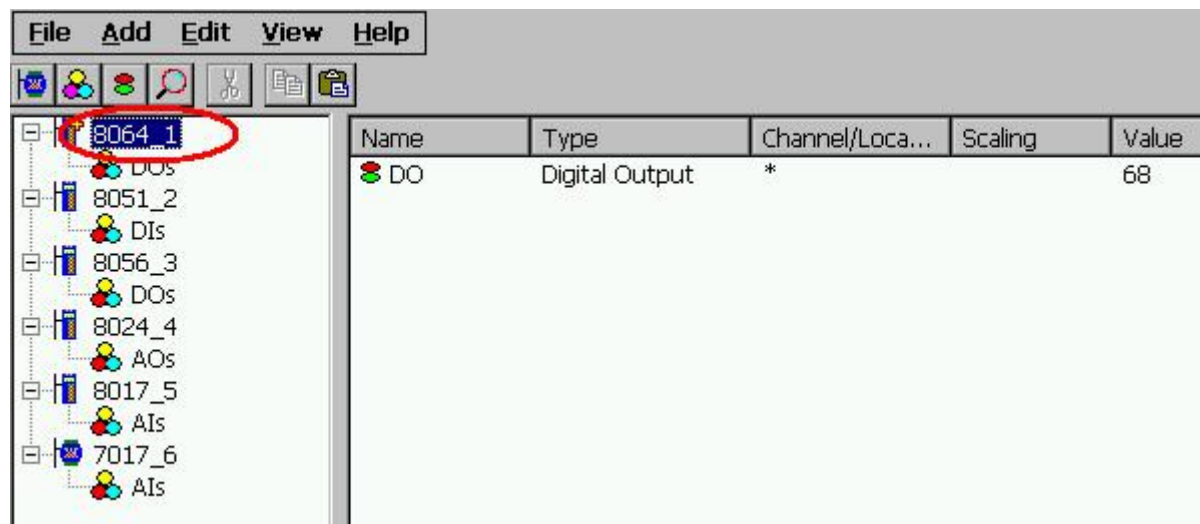 File Add Edit View Help
8064_1
DOs
8051_2
DIs
8056_3
DOs
8024_4
AOs
8017_5
AIs
7017_6
AIs
Name Type Channel/Loca... Scaling Value
DO Digital Output * 68